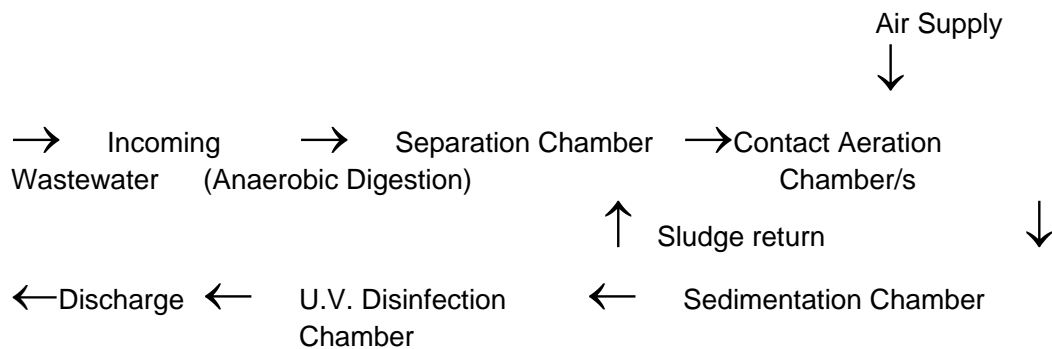 Air Supply
↓
→ Incoming → Separation Chamber → Contact Aeration
Wastewater (Anaerobic Digestion) Chamber/s
↑ Sludge return ↓
← Discharge ← U.V. Disinfection ← Sedimentation Chamber
Chamber